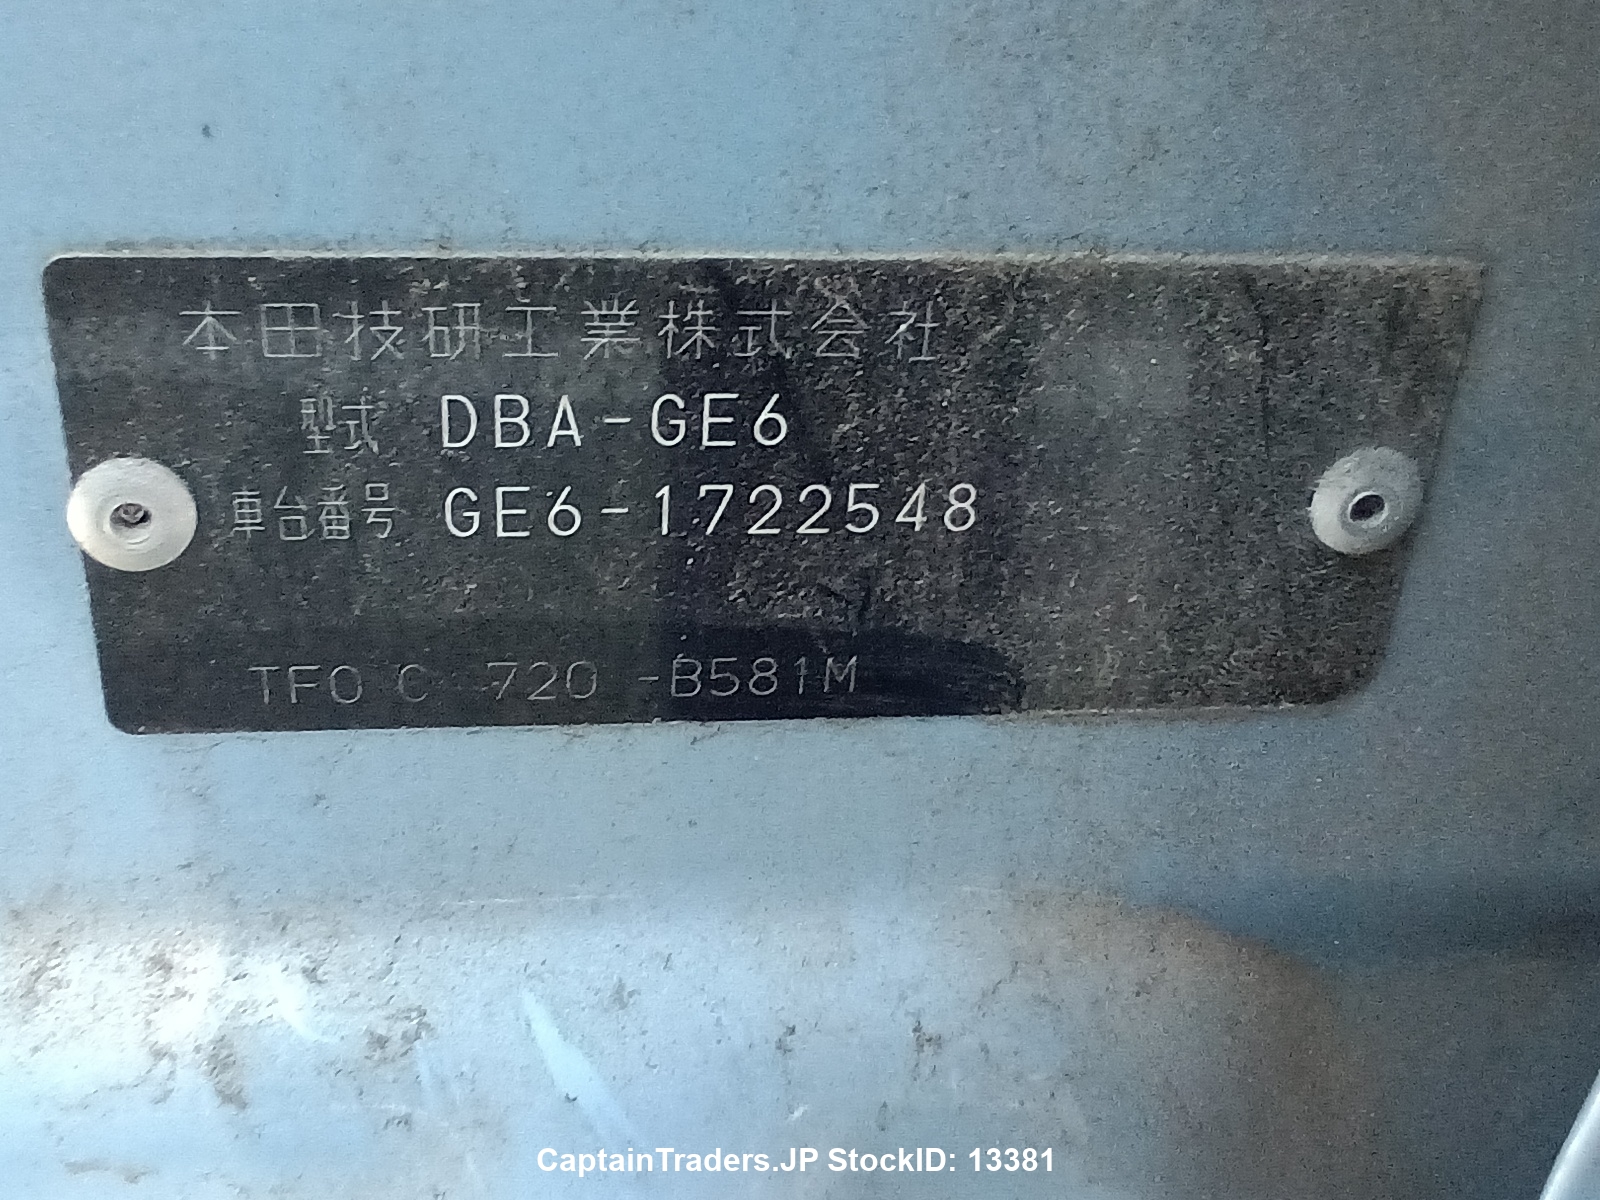 本田技研工業株式会社
型式 DBA-GE6
車台番号 GE6-1722548
TF0 C 720 -B581M
CaptainTraders.JP StockID: 13381